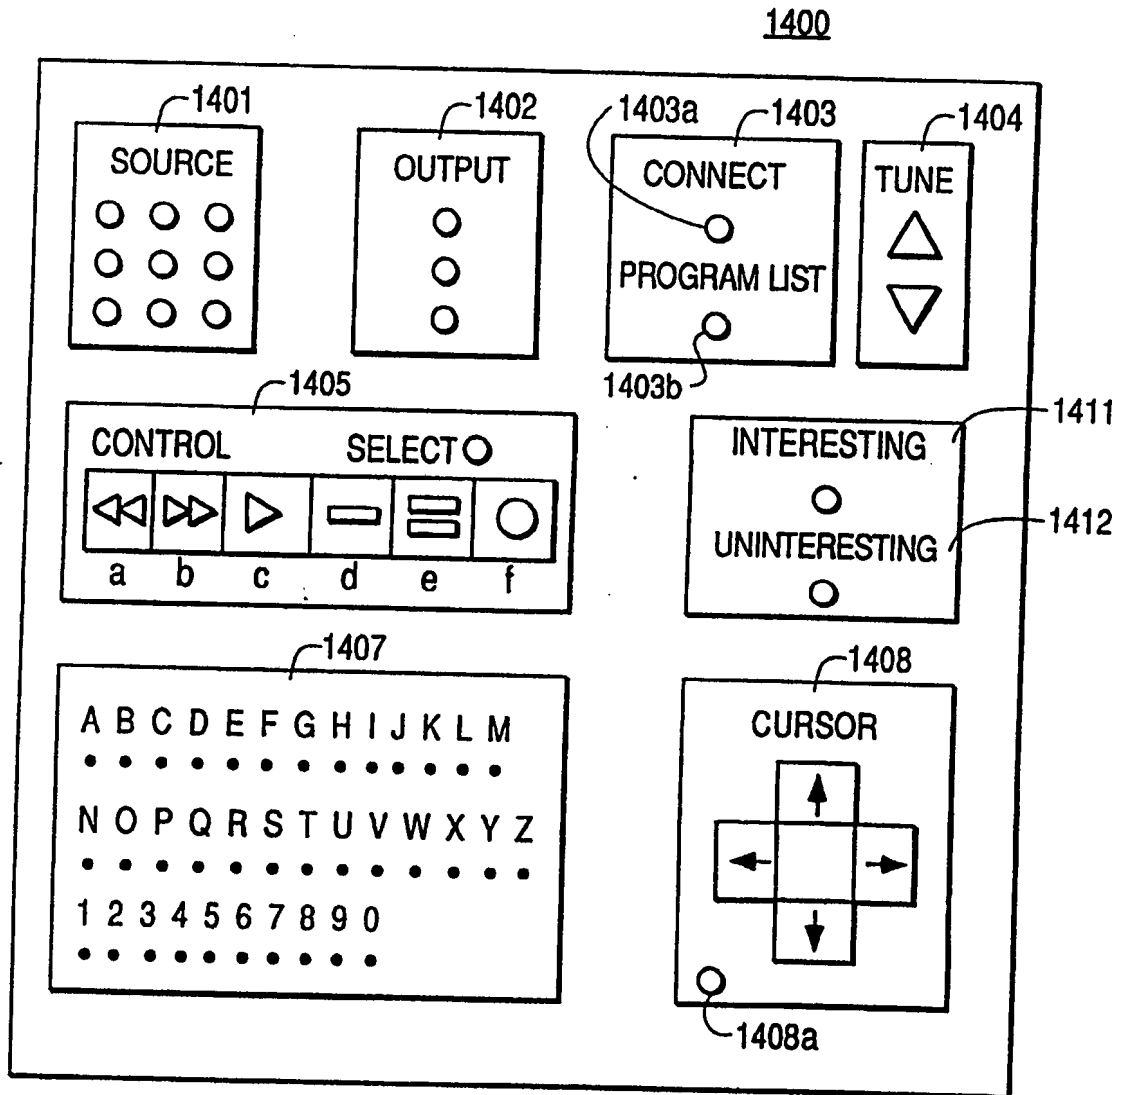 1400
1401
SOURCE
1402
OUTPUT
1403a
1403
CONNECT
PROGRAM LIST
1403b
1404
TUNE
1405
CONTROL SELECT
a b c d e f
1411
INTERESTING
1412
UNINTERESTING
1407
A B C D E F G H I J K L M
N O P Q R S T U V W X Y Z
1 2 3 4 5 6 7 8 9 0
1408
CURSOR
1408a